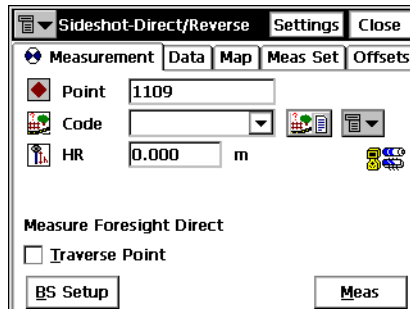 Sideshot-Direct/Reverse Settings Close
Measurement Data Map Meas Set Offsets
Point 1109
Code
HR 0.000 m
Measure Foresight Direct
Traverse Point
BS Setup Meas